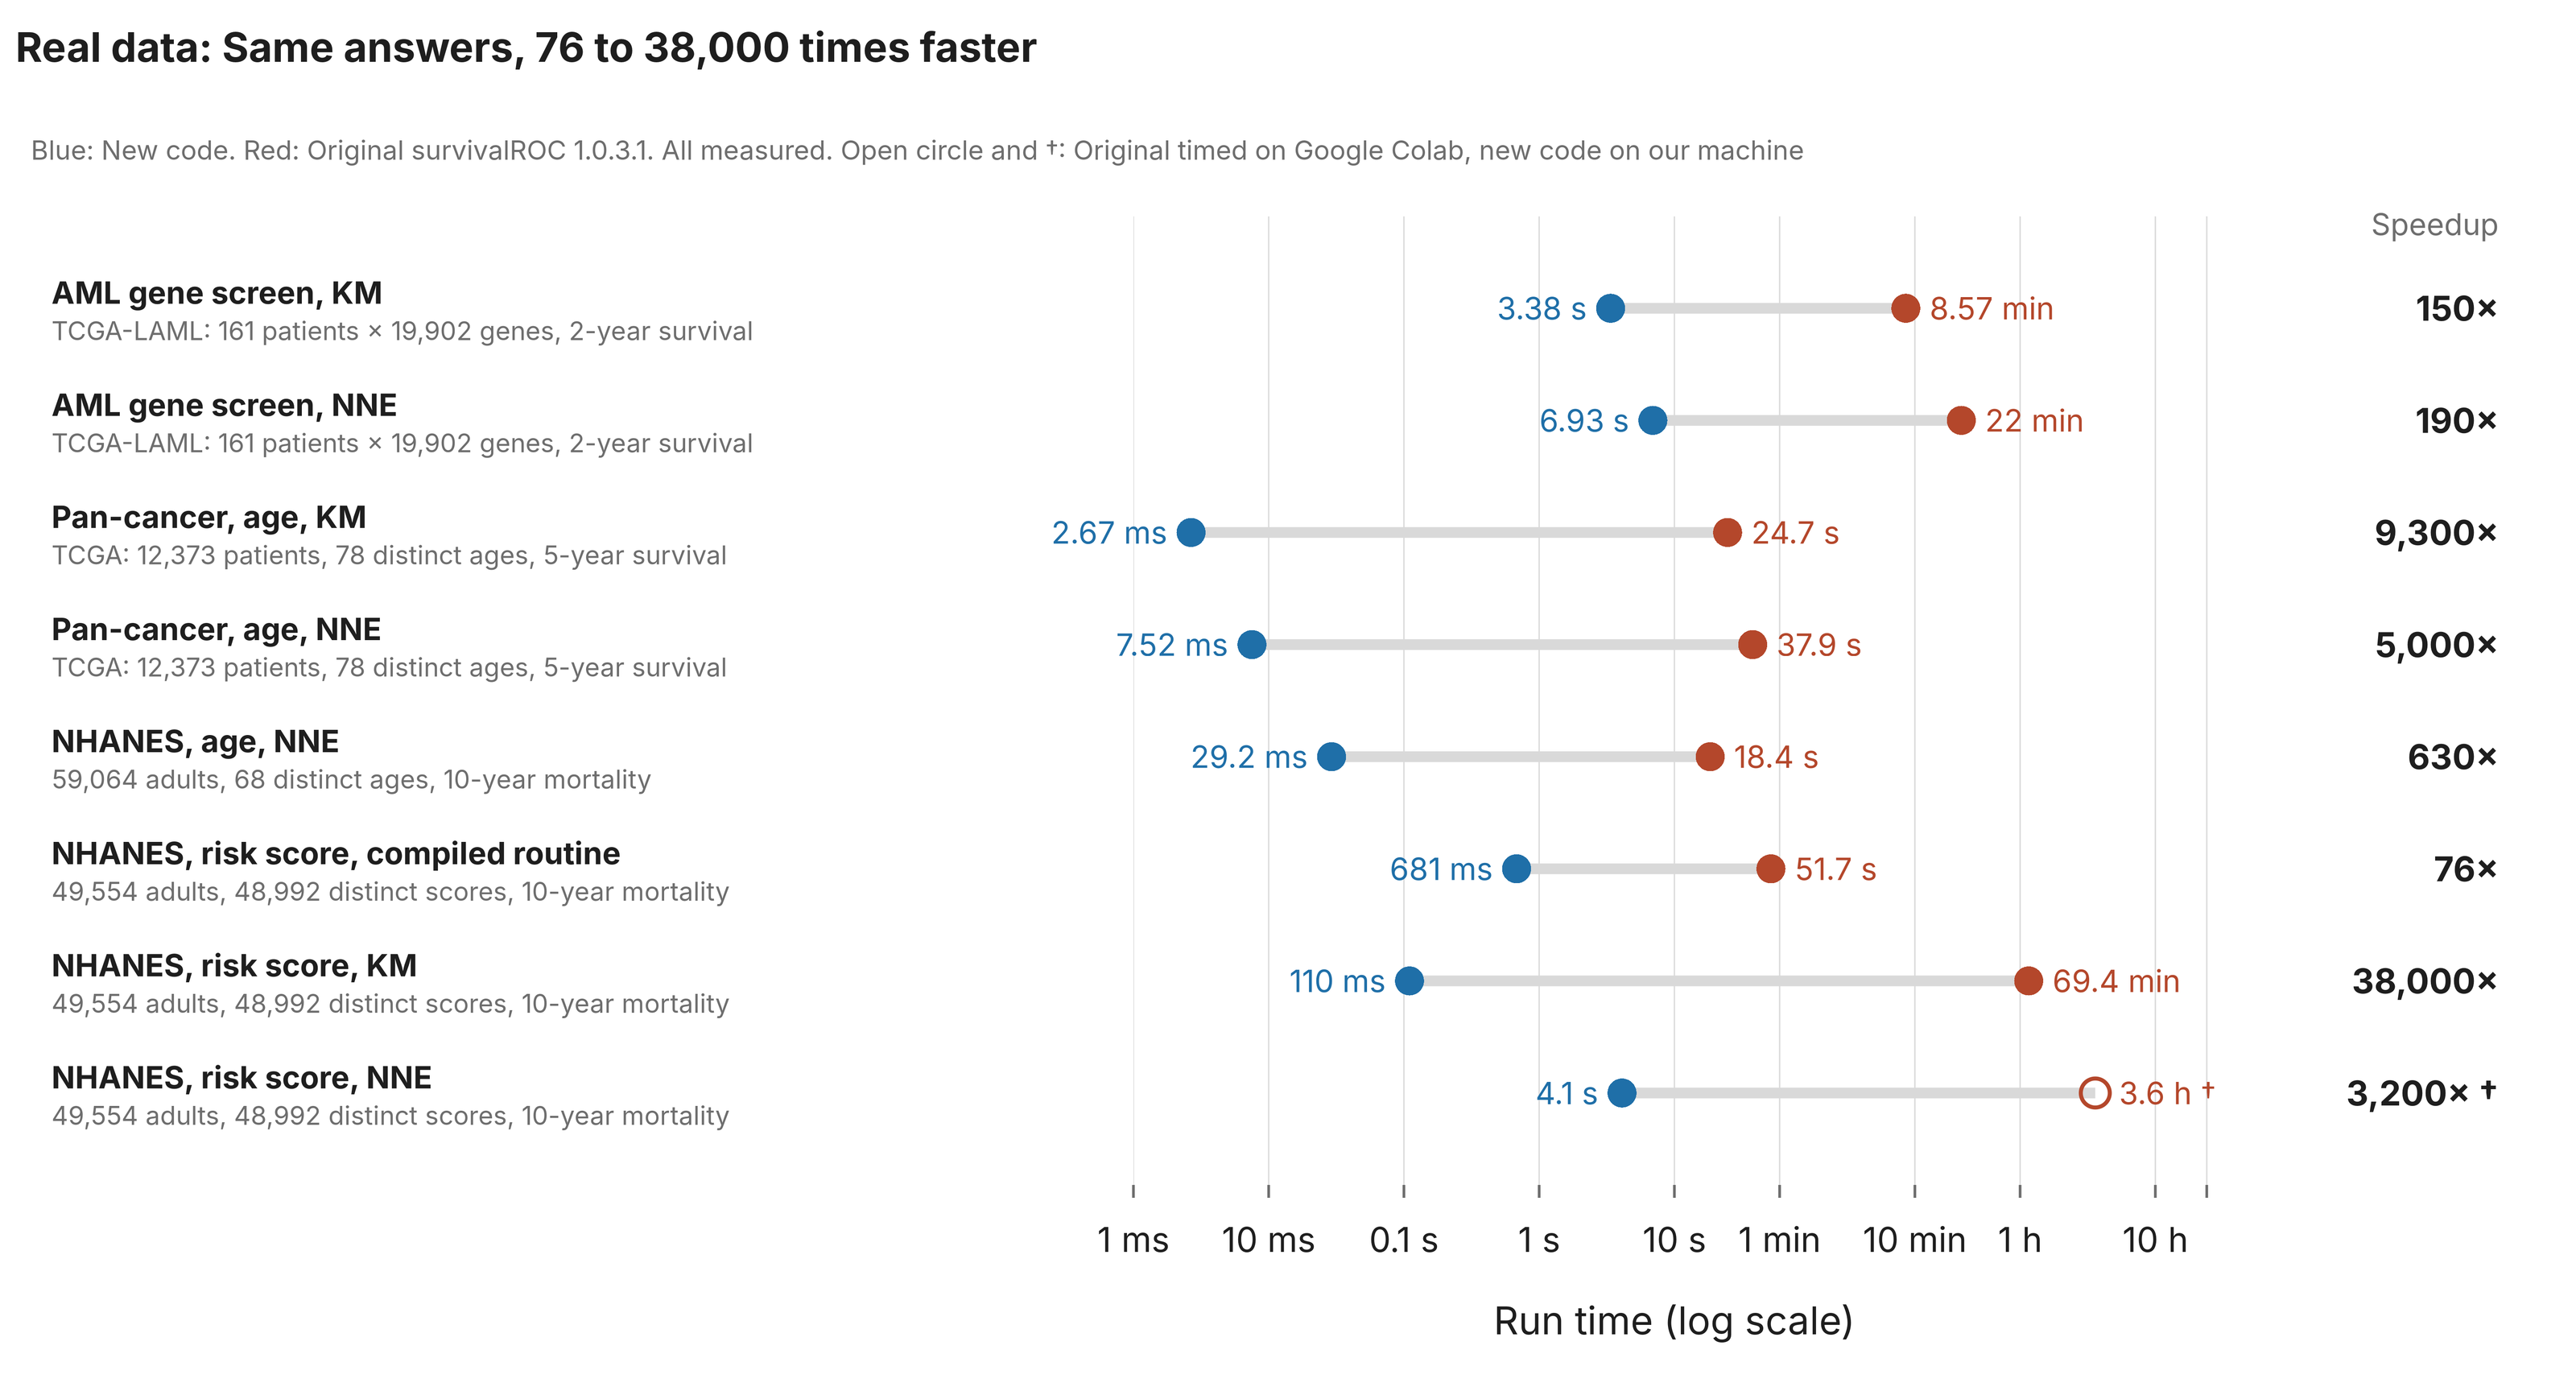 Real data: Same answers, 76 to 38,000 times faster
Blue: New code. Red: Original survivalROC 1.0.3.1. All measured. Open circle and †: Original timed on Google Colab, new code on our machine
Speedup
AML gene screen, KM
TCGA-LAML: 161 patients × 19,902 genes, 2-year survival
3.38 s
8.57 min
150×
AML gene screen, NNE
TCGA-LAML: 161 patients × 19,902 genes, 2-year survival
6.93 s
22 min
190×
Pan-cancer, age, KM
TCGA: 12,373 patients, 78 distinct ages, 5-year survival
2.67 ms
24.7 s
9,300×
Pan-cancer, age, NNE
TCGA: 12,373 patients, 78 distinct ages, 5-year survival
7.52 ms
37.9 s
5,000×
NHANES, age, NNE
59,064 adults, 68 distinct ages, 10-year mortality
29.2 ms
18.4 s
630×
NHANES, risk score, compiled routine
49,554 adults, 48,992 distinct scores, 10-year mortality
681 ms
51.7 s
76×
NHANES, risk score, KM
49,554 adults, 48,992 distinct scores, 10-year mortality
110 ms
69.4 min
38,000×
NHANES, risk score, NNE
49,554 adults, 48,992 distinct scores, 10-year mortality
4.1 s
3.6 h †
3,200× †
1 ms 10 ms 0.1 s 1 s 10 s 1 min 10 min 1 h 10 h
Run time (log scale)